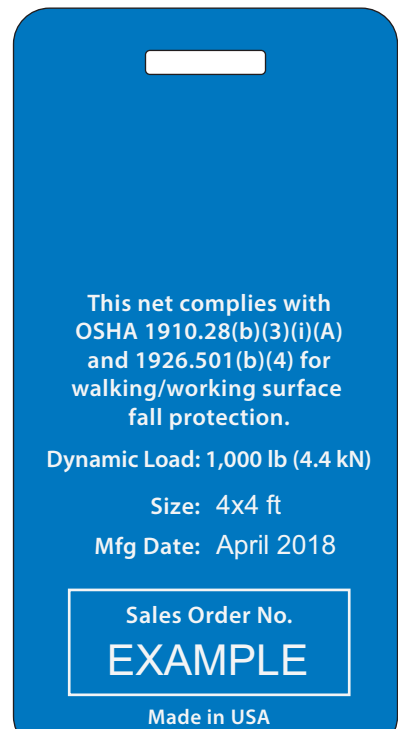 This net complies with
OSHA 1910.28(b)(3)(i)(A)
and 1926.501(b)(4) for
walking/working surface
fall protection.
Dynamic Load: 1,000 lb (4.4 kN)
Size: 4x4 ft
Mfg Date: April 2018
Sales Order No.
EXAMPLE
Made in USA